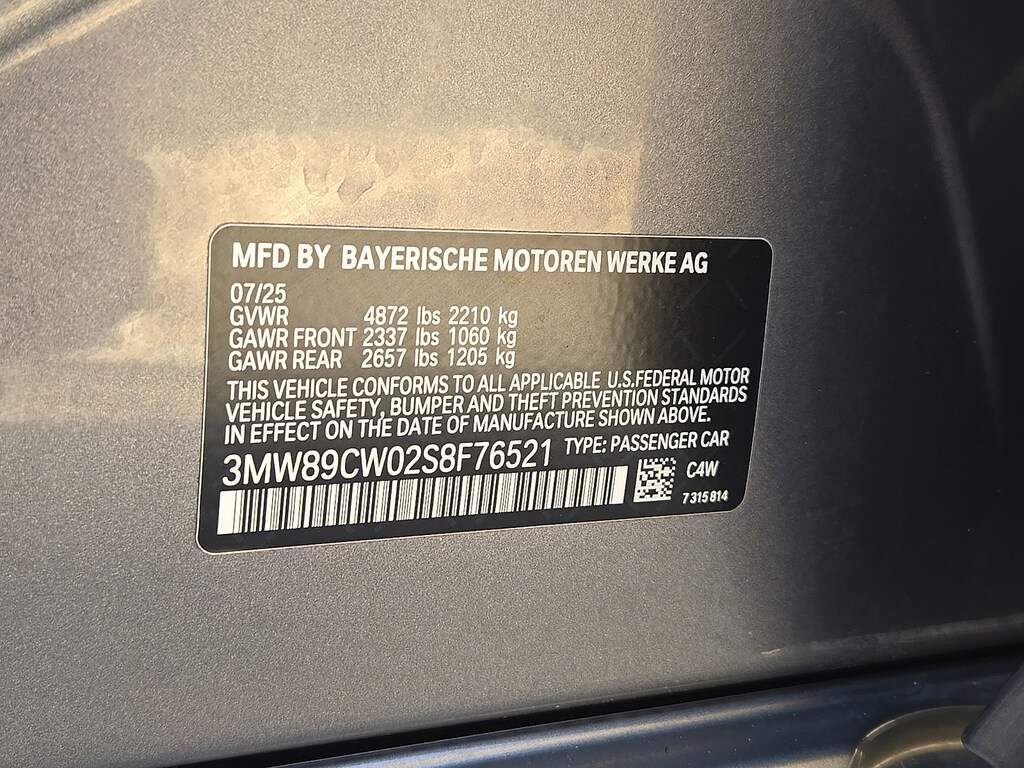 MFD BY BAYERISCHE MOTOREN WERKE AG
07/25
GVWR 4872 lbs 2210 kg
GAWR FRONT 2337 lbs 1060 kg
GAWR REAR 2657 lbs 1205 kg
THIS VEHICLE CONFORMS TO ALL APPLICABLE U.S.FEDERAL MOTOR
VEHICLE SAFETY, BUMPER AND THEFT PREVENTION STANDARDS
IN EFFECT ON THE DATE OF MANUFACTURE SHOWN ABOVE.
3MW89CW02S8F76521 TYPE: PASSENGER CAR
C4W
7 315 814